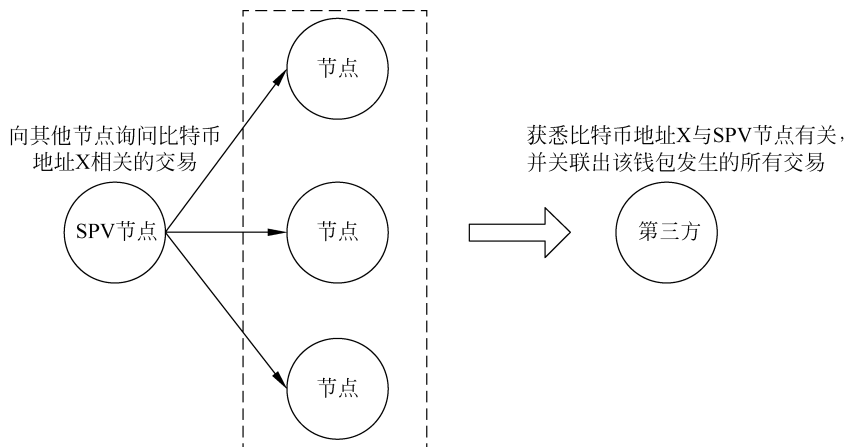 节点
向其他节点询问比特币
地址X相关的交易
SPV节点
节点
节点
获悉比特币地址X与SPV节点有关，
并关联出该钱包发生的所有交易
第三方